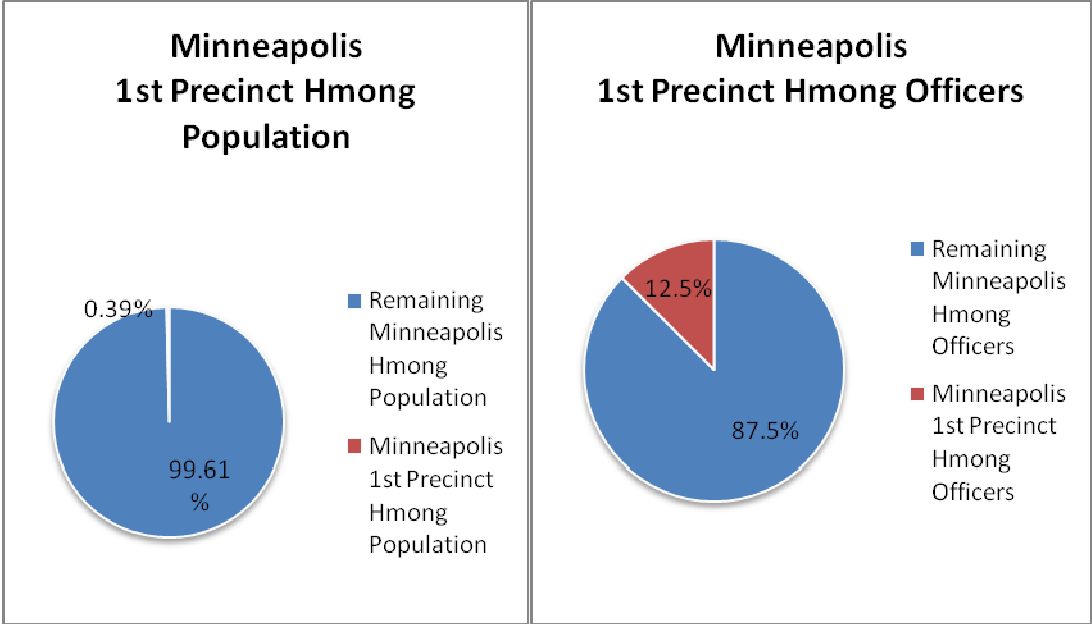 Minneapolis
1st Precinct Hmong
Population
0.39%
99.61
%
Remaining
Minneapolis
Hmong
Population
Minneapolis
1st Precinct
Hmong
Population
Minneapolis
1st Precinct Hmong Officers
12.5%
87.5%
Remaining
Minneapolis
Hmong
Officers
Minneapolis
1st Precinct
Hmong
Officers